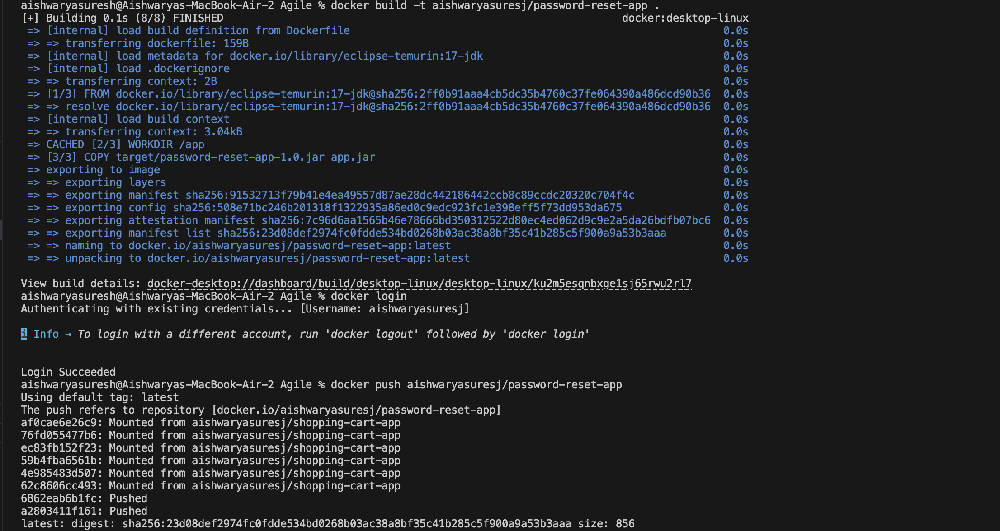 aishwaryasuresh@Aishwaryas-MacBook-Air-2 Agile % docker build -t aishwaryasuresj/password-reset-app .
[+] Building 0.1s (8/8) FINISHED docker:desktop-linux
=> [internal] load build definition from Dockerfile 0.0s
=> => transferring dockerfile: 159B 0.0s
=> [internal] load metadata for docker.io/library/eclipse-temurin:17-jdk 0.0s
=> [internal] load .dockerignore 0.0s
=> => transferring context: 2B 0.0s
=> [1/3] FROM docker.io/library/eclipse-temurin:17-jdk@sha256:2ff0b91aaa4cb5dc35b4760c37fe064390a486dcd90b36 0.0s
=> => resolve docker.io/library/eclipse-temurin:17-jdk@sha256:2ff0b91aaa4cb5dc35b4760c37fe064390a486dcd90b36 0.0s
=> [internal] load build context 0.0s
=> => transferring context: 3.04kB 0.0s
=> CACHED [2/3] WORKDIR /app 0.0s
=> [3/3] COPY target/password-reset-app-1.0.jar app.jar 0.0s
=> exporting to image 0.0s
=> => exporting layers 0.0s
=> => exporting manifest sha256:91532713f79b41e4ea49557d87ae28dc442186442ccb8c89ccdc20320c704f4c 0.0s
=> => exporting config sha256:508e71bc246b201318f1322935a86ed0c9edc923fc1e398eff5f73dd953da675 0.0s
=> => exporting attestation manifest sha256:7c96d6aa1565b46e78666bd350312522d80ec4ed062d9c9e2a5da26bdfb07bc6 0.0s
=> => exporting manifest list sha256:23d08def2974fc0fdde534bd0268b03ac38a8bf35c41b285c5f900a9a53b3aaa 0.0s
=> => naming to docker.io/aishwaryasuresj/password-reset-app:latest 0.0s
=> => unpacking to docker.io/aishwaryasuresj/password-reset-app:latest 0.0s
View build details: docker-desktop://dashboard/build/desktop-linux/desktop-linux/ku2m5esqnbxge1sj65rwu2rl7
aishwaryasuresh@Aishwaryas-MacBook-Air-2 Agile % docker login
Authenticating with existing credentials... [Username: aishwaryasuresj]
i Info → To login with a different account, run 'docker logout' followed by 'docker login'
Login Succeeded
aishwaryasuresh@Aishwaryas-MacBook-Air-2 Agile % docker push aishwaryasuresj/password-reset-app
Using default tag: latest
The push refers to repository [docker.io/aishwaryasuresj/password-reset-app]
af0cae6e26c9: Mounted from aishwaryasuresj/shopping-cart-app
76fd055477b6: Mounted from aishwaryasuresj/shopping-cart-app
ec83fb152f23: Mounted from aishwaryasuresj/shopping-cart-app
59b4fba6561b: Mounted from aishwaryasuresj/shopping-cart-app
4e985483d507: Mounted from aishwaryasuresj/shopping-cart-app
62c8606cc493: Mounted from aishwaryasuresj/shopping-cart-app
6862eab6b1fc: Pushed
a2803411f161: Pushed
latest: digest: sha256:23d08def2974fc0fdde534bd0268b03ac38a8bf35c41b285c5f900a9a53b3aaa size: 856